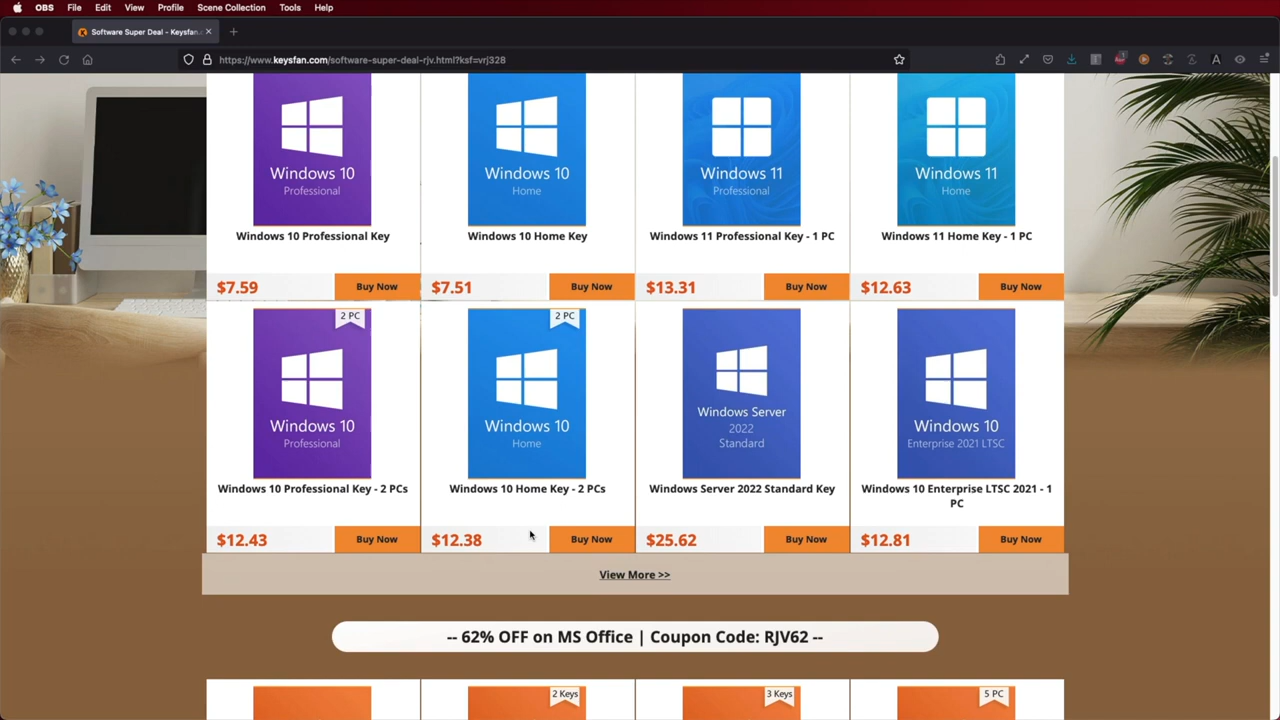 OBS File Edit View Profile Scene Collection Tools Help
Software Super Deal - Keysfan.
https://www.keysfan.com/software-super-deal-rjv.html?ksf=vrj328
Windows 10
Professional
Windows 10
Home
Windows 11
Professional
Windows 11
Home
Windows 10 Professional Key
Windows 10 Home Key
Windows 11 Professional Key - 1 PC
Windows 11 Home Key - 1 PC
$7.59 Buy Now
$7.51 Buy Now
$13.31 Buy Now
$12.63 Buy Now
2 PC
Windows 10
Professional
2 PC
Windows 10
Home
Windows Server
2022
Standard
Windows 10
Enterprise 2021 LTSC
Windows 10 Professional Key - 2 PCs
Windows 10 Home Key - 2 PCs
Windows Server 2022 Standard Key
Windows 10 Enterprise LTSC 2021 - 1
PC
$12.43 Buy Now
$12.38 Buy Now
$25.62 Buy Now
$12.81 Buy Now
View More >>
-- 62% OFF on MS Office | Coupon Code: RJV62 --
2 Keys
3 Keys
5 PC